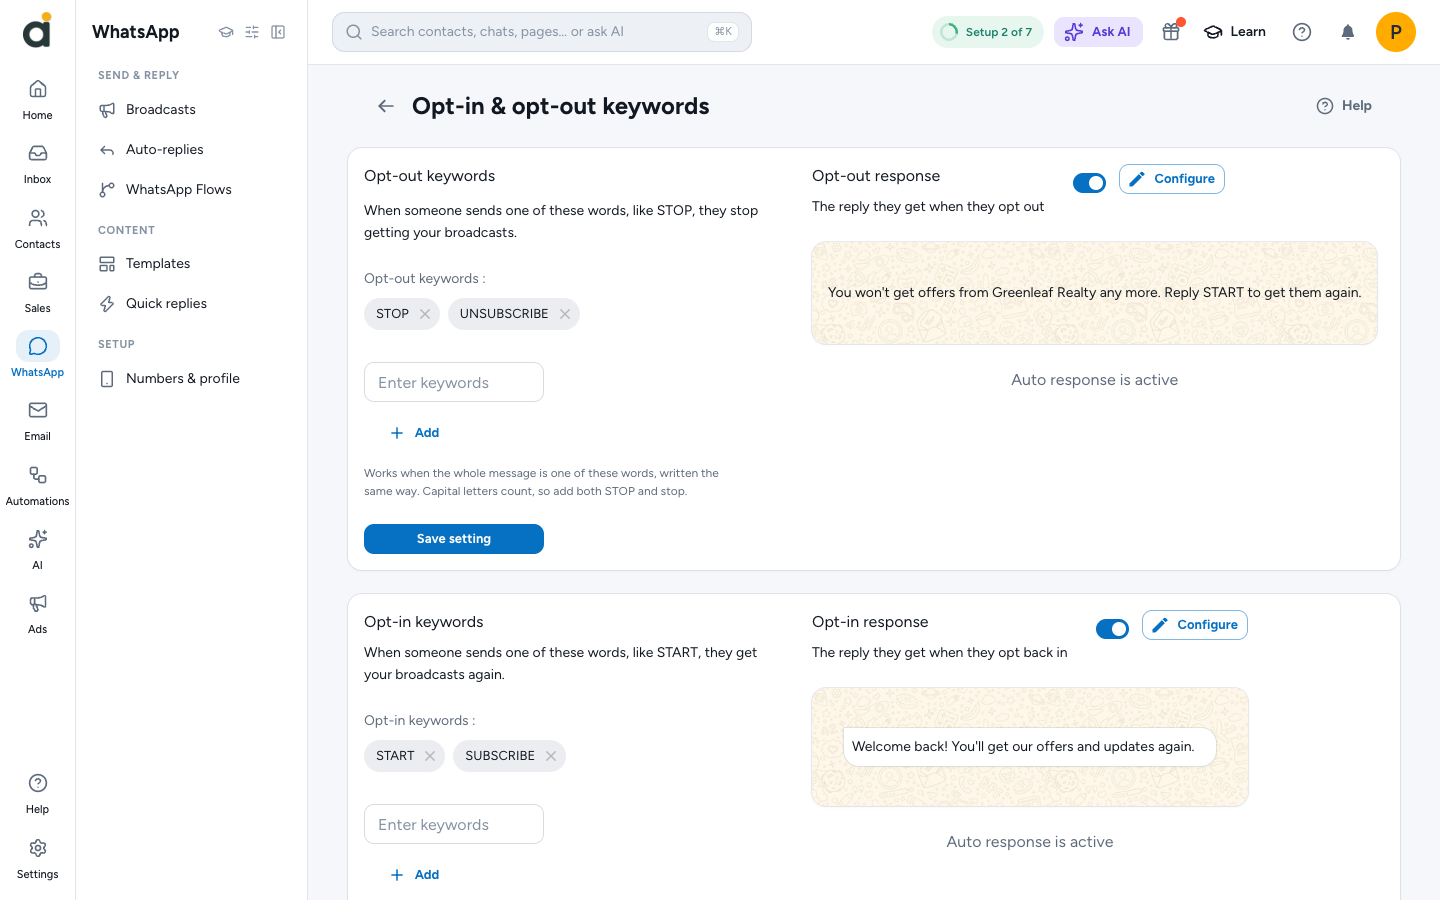 WhatsApp
Search contacts, chats, pages... or ask AI
⌘K
Setup 2 of 7
Ask AI
Learn
P
Home
Inbox
Contacts
Sales
WhatsApp
Email
Automations
AI
Ads
Help
Settings
SEND & REPLY
Broadcasts
Auto-replies
WhatsApp Flows
CONTENT
Templates
Quick replies
SETUP
Numbers & profile
Opt-in & opt-out keywords
Help
Opt-out keywords
When someone sends one of these words, like STOP, they stop
getting your broadcasts.
Opt-out keywords :
STOP
UNSUBSCRIBE
Enter keywords
Add
Works when the whole message is one of these words, written the
same way. Capital letters count, so add both STOP and stop.
Save setting
Opt-out response
Configure
The reply they get when they opt out
You won't get offers from Greenleaf Realty any more. Reply START to get them again.
Auto response is active
Opt-in keywords
When someone sends one of these words, like START, they get
your broadcasts again.
Opt-in keywords :
START
SUBSCRIBE
Enter keywords
Add
Opt-in response
Configure
The reply they get when they opt back in
Welcome back! You'll get our offers and updates again.
Auto response is active